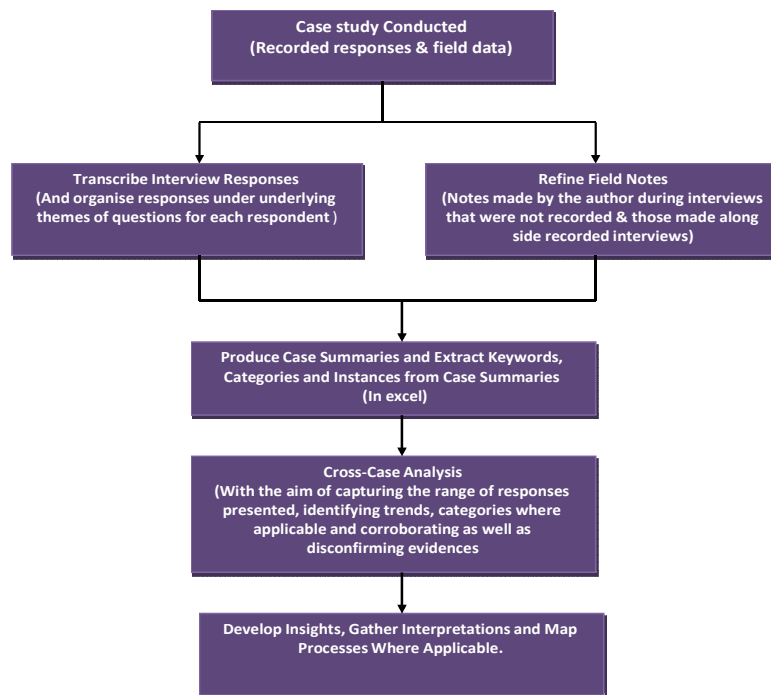 Case study Conducted
(Recorded responses & field data)
Transcribe Interview Responses
(And organise responses under underlying
themes of questions for each respondent )
Refine Field Notes
(Notes made by the author during interviews
that were not recorded & those made along
side recorded interviews)
Produce Case Summaries and Extract Keywords,
Categories and Instances from Case Summaries
(In excel)
Cross-Case Analysis
(With the aim of capturing the range of responses
presented, identifying trends, categories where
applicable and corroborating as well as
disconfirming evidences
Develop Insights, Gather Interpretations and Map
Processes Where Applicable.